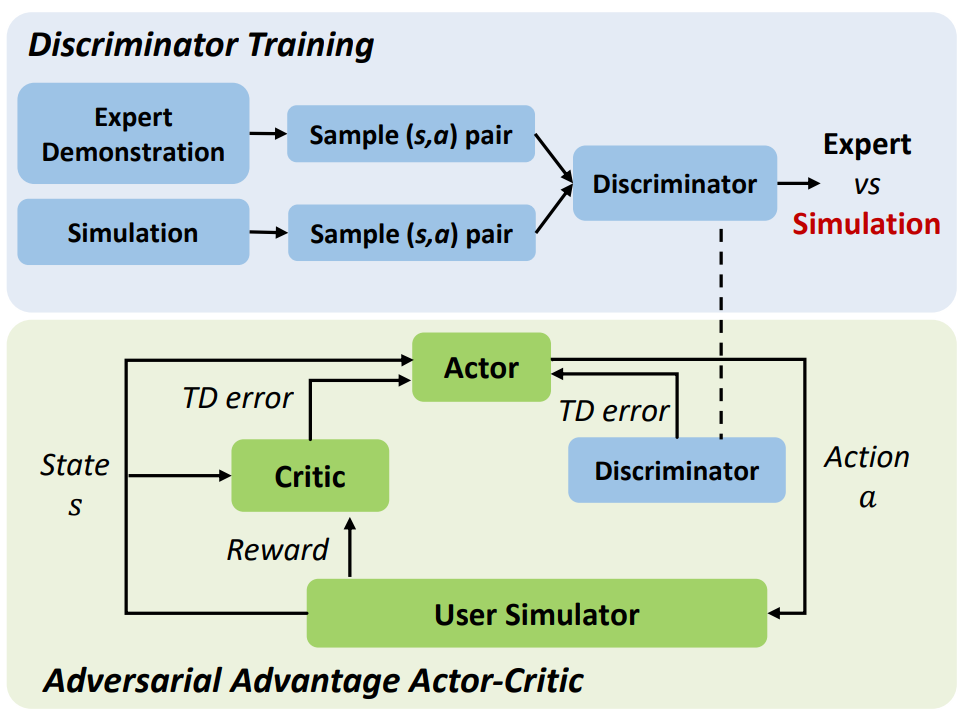 Discriminator Training
Expert
Demonstration
Sample (s,a) pair
Simulation
Sample (s,a) pair
Discriminator
Expert
vs
Simulation
Actor
TD error
TD error
State
s
Critic
Discriminator
Action
a
Reward
User Simulator
Adversarial Advantage Actor-Critic